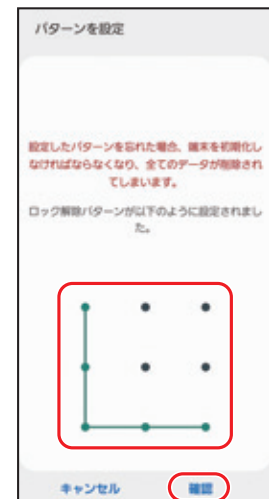 パターンを設定
設定したパターンを忘れた場合、端末を初期化し
なければならなくなり、全てのデータが削除され
てしまいます。
ロック解除パターンが以下のように設定されまし
た。
キャンセル
確認